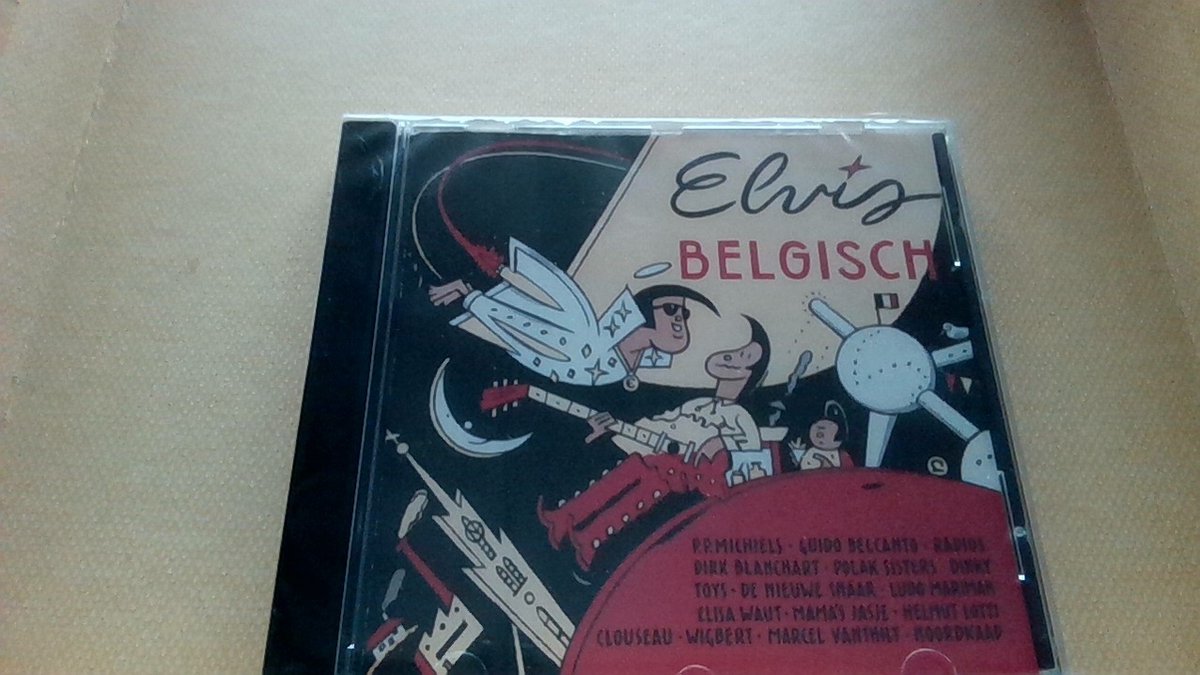 Elvis
BELGISCH
P.P. MICHIELS · GUIDO BELCANTO · RADIOS
DIRK BLANCHART · POLAK SISTERS · DINKY
TOYS · DE NIEUWE SNAAR · LUDO MARIMAN
ELISA WAUT · MAMA'S JASJE · HELMUT LOTTI
CLOUSEAU · WIGBERT · MARCEL VANTHILT · NOORDKAAP